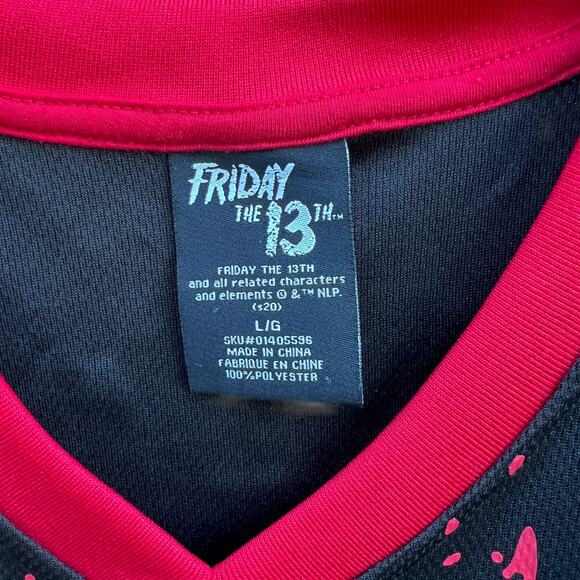 FRIDAY
THE 13TH™
FRIDAY THE 13TH
and all related characters
and elements © &™ NLP.
(s20)
L/G
SKU#01405596
MADE IN CHINA
FABRIQUE EN CHINE
100%POLYESTER